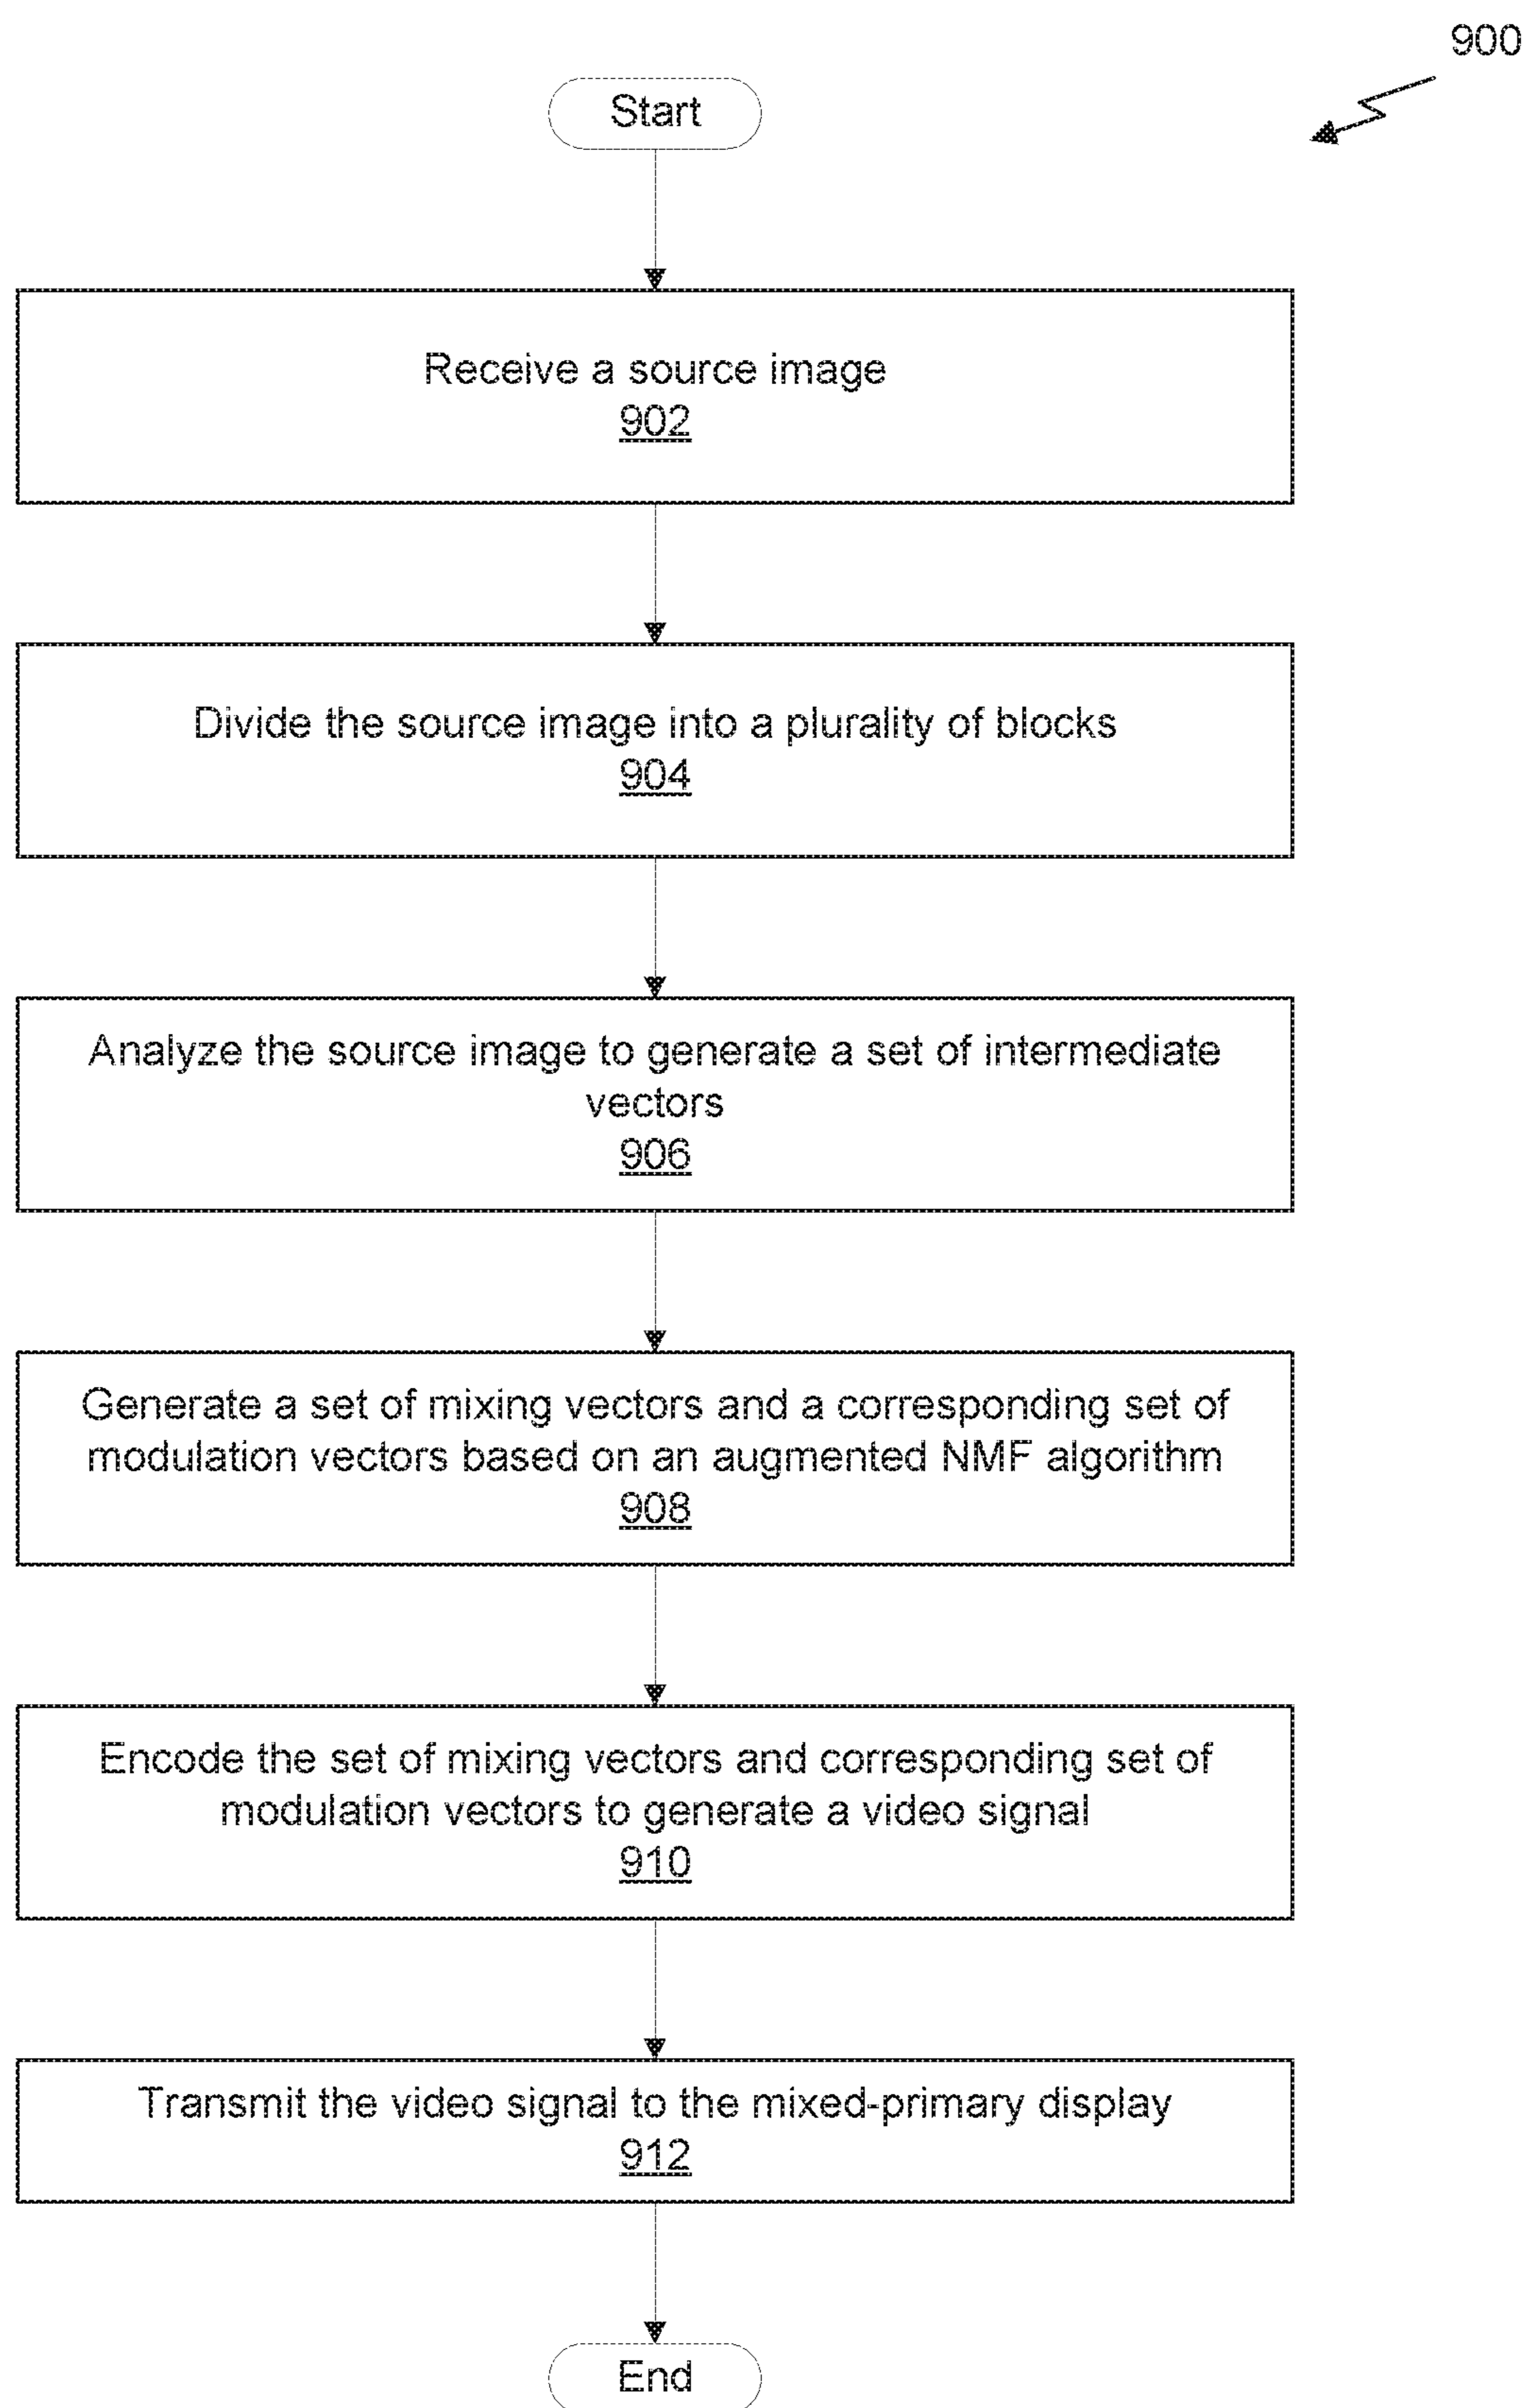 900
Start
Receive a source image
902
Divide the source image into a plurality of blocks
904
Analyze the source image to generate a set of intermediate
vectors
906
Generate a set of mixing vectors and a corresponding set of
modulation vectors based on an augmented NMF algorithm
908
Encode the set of mixing vectors and corresponding set of
modulation vectors to generate a video signal
910
Transmit the video signal to the mixed-primary display
912
End